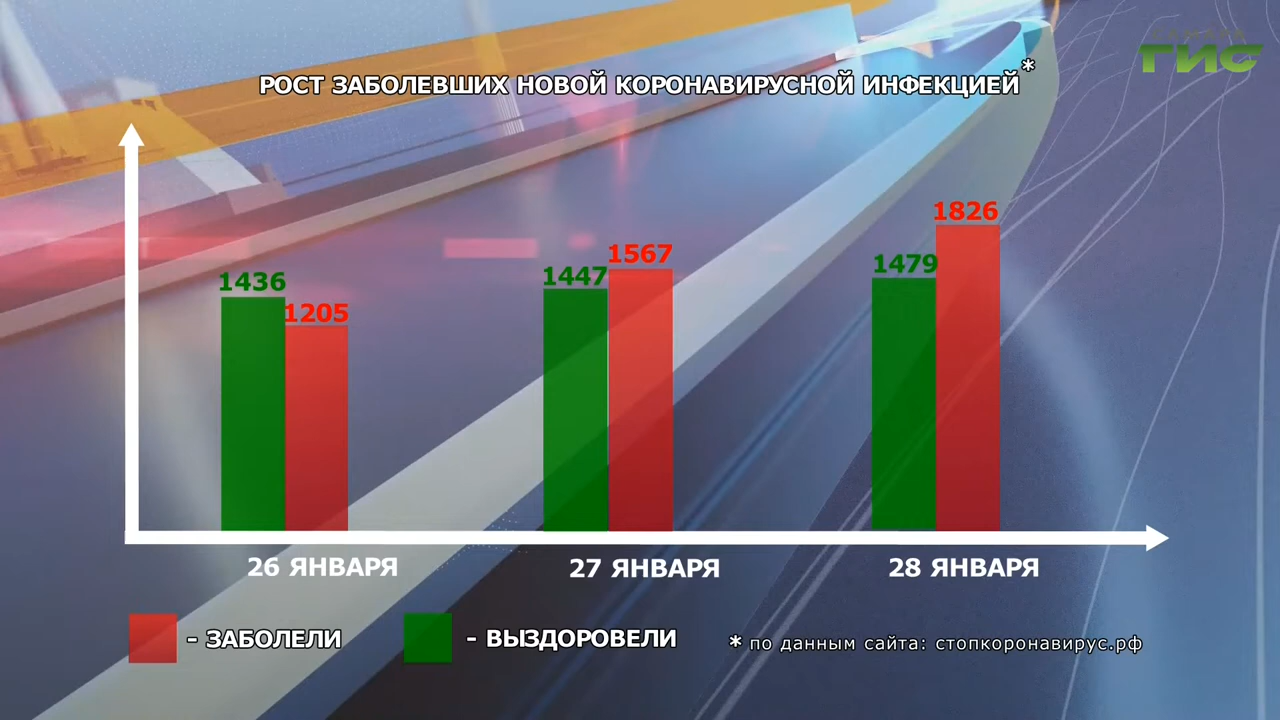 САМАРА
ГИС
РОСТ ЗАБОЛЕВШИХ НОВОЙ КОРОНАВИРУСНОЙ ИНФЕКЦИЕЙ*
1436
1205
1447
1567
1479
1826
26 ЯНВАРЯ
27 ЯНВАРЯ
28 ЯНВАРЯ
- ЗАБОЛЕЛИ
- ВЫЗДОРОВЕЛИ
* по данным сайта: стопкоронавирус.рф